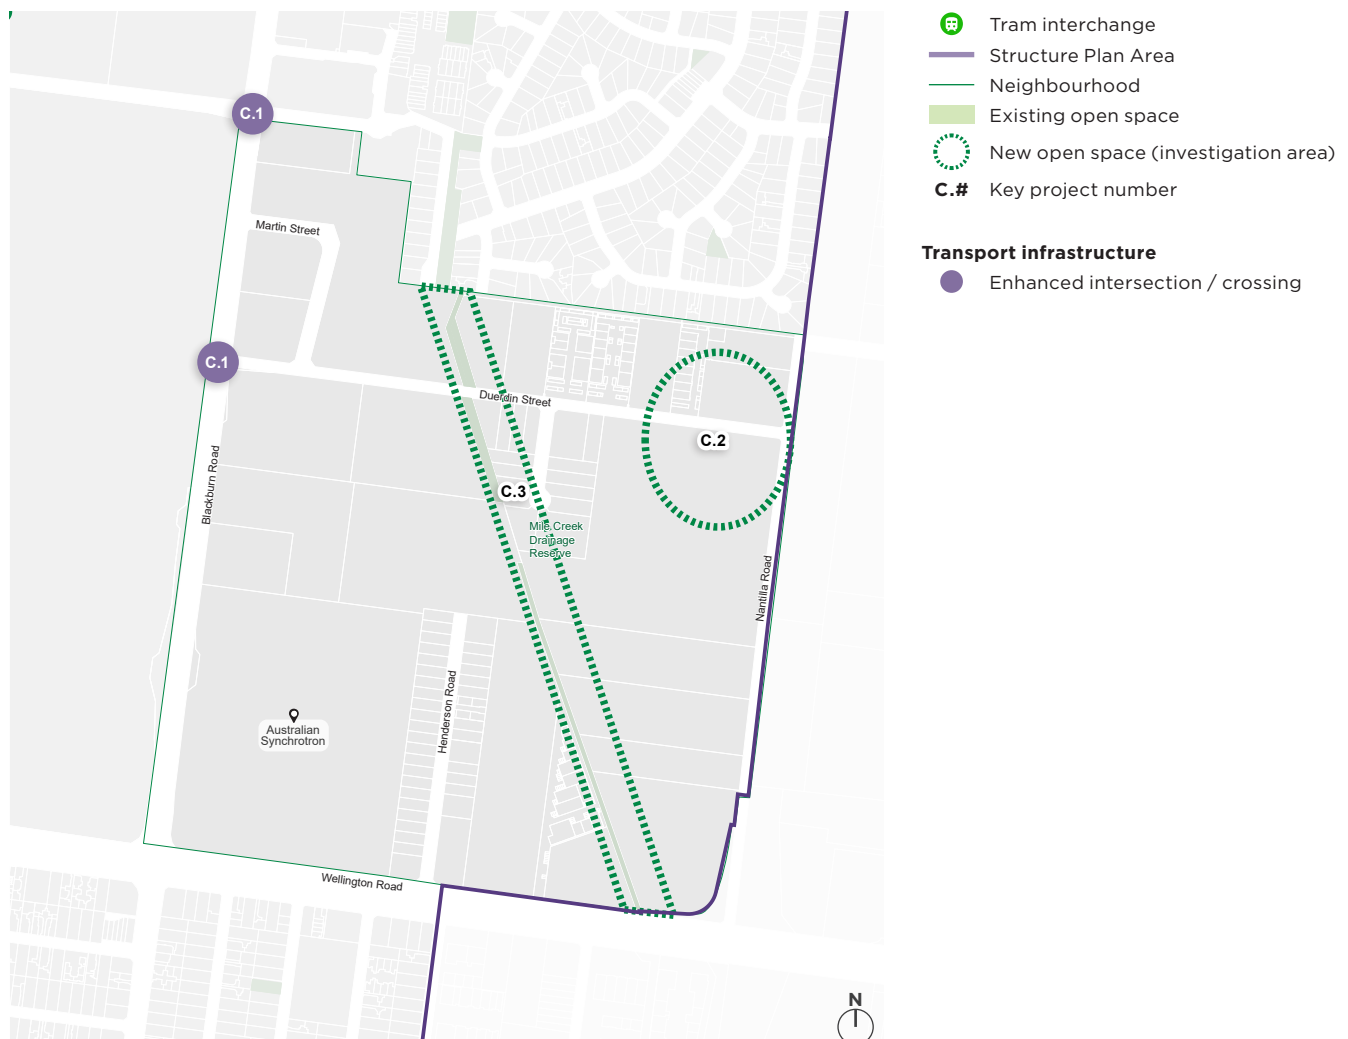 Tram interchange
Structure Plan Area
Neighbourhood
Existing open space
New open space (investigation area)
C.# Key project number
Transport infrastructure
Enhanced intersection / crossing
C.1
Martin Street
C.1
Duerdin Street
C.2
Blackburn Road
C.3
Mile Creek
Drainage
Reserve
Nantilla Road
Henderson Road
Australian
Synchrotron
Wellington Road
N